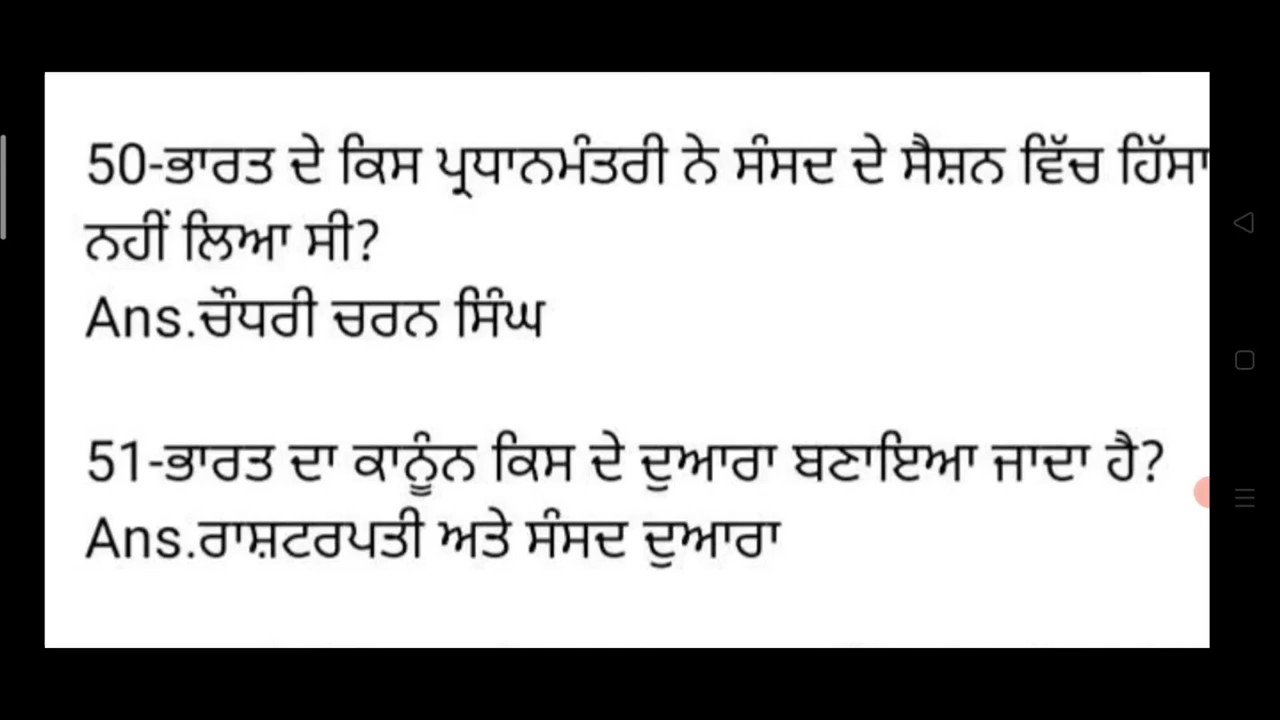 50-ਭਾਰਤ ਦੇ ਕਿਸ ਪ੍ਰਧਾਨਮੰਤਰੀ ਨੇ ਸੰਸਦ ਦੇ ਸੈਸ਼ਨ ਵਿੱਚ ਹਿੱਸਾ
ਨਹੀਂ ਲਿਆ ਸੀ?
Ans.ਚੌਧਰੀ ਚਰਨ ਸਿੰਘ
51-ਭਾਰਤ ਦਾ ਕਾਨੂੰਨ ਕਿਸ ਦੇ ਦੁਆਰਾ ਬਣਾਇਆ ਜਾਦਾ ਹੈ?
Ans.ਰਾਸ਼ਟਰਪਤੀ ਅਤੇ ਸੰਸਦ ਦੁਆਰਾ